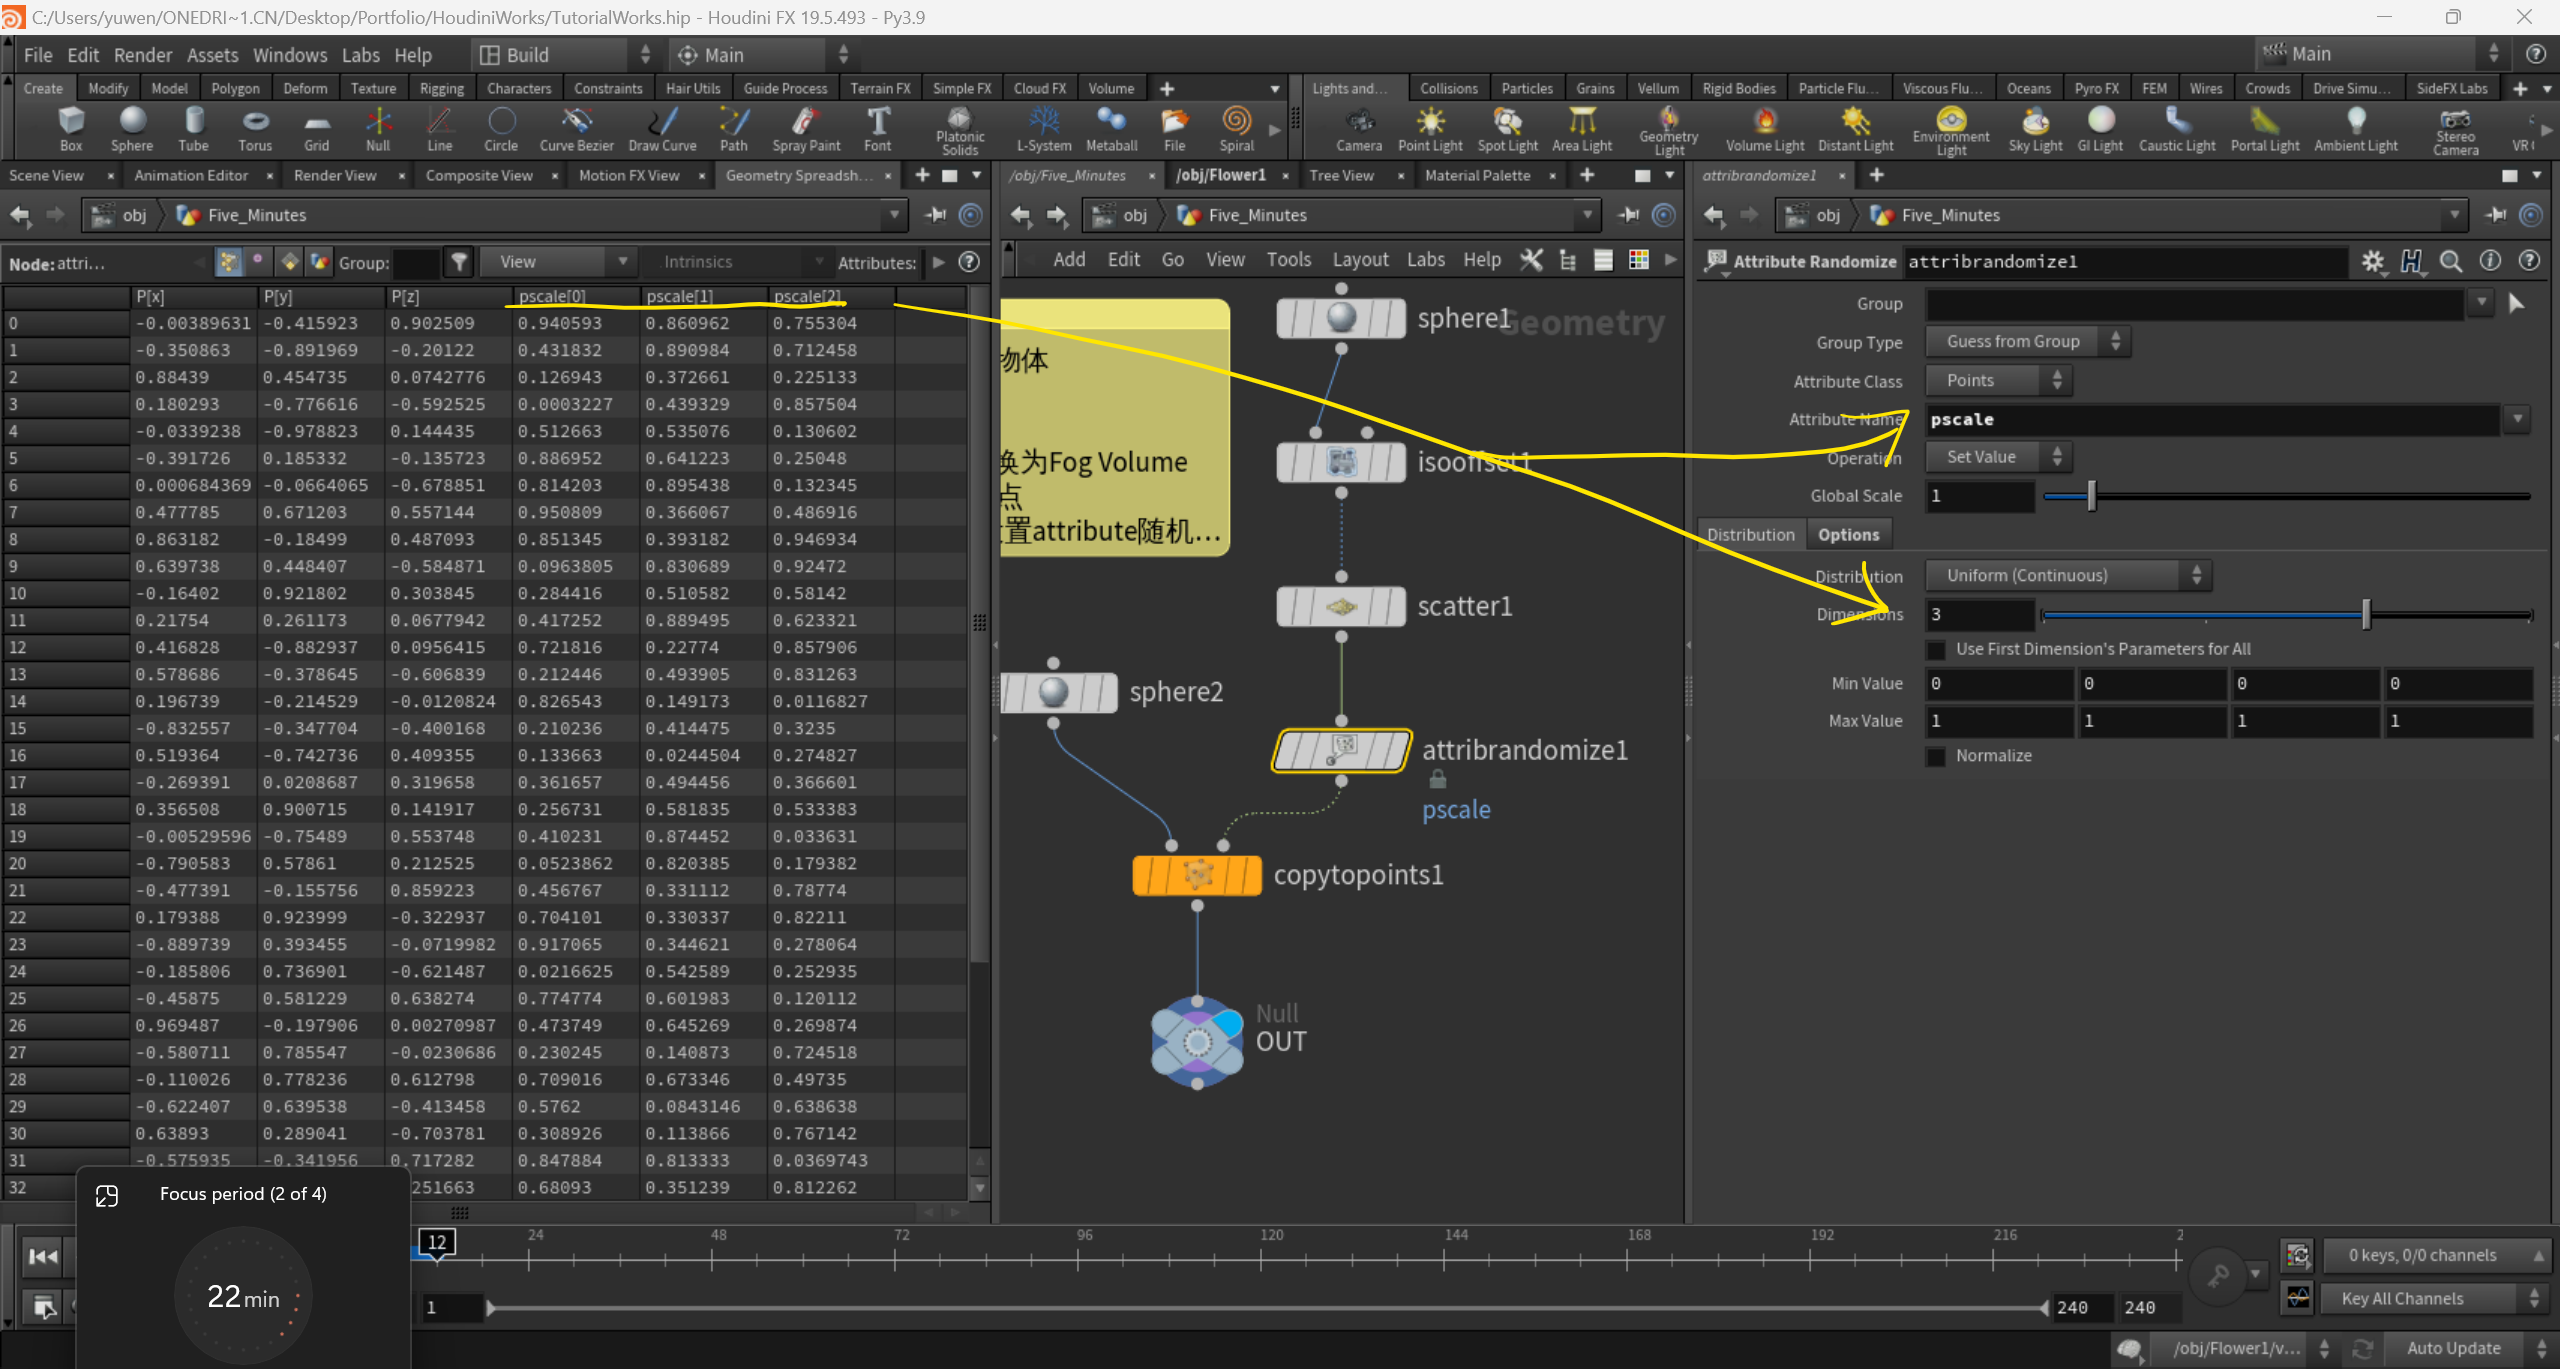 C:/Users/yuwen/ONEDRI~1.CN/Desktop/Portfolio/HoudiniWorks/TutorialWorks.hip - Houdini FX 19.5.493 - Py3.9
File Edit Render Assets Windows Labs Help Build Main Main
Create Modify Model Polygon Deform Texture Rigging Characters Constraints Hair Utils Guide Process Terrain FX Simple FX Cloud FX Volume
Lights and... Collisions Particles Grains Vellum Rigid Bodies Particle Flu... Viscous Flu... Oceans Pyro FX FEM Wires Crowds Drive Simu... SideFX Labs
Box Sphere Tube Torus Grid Null Line Circle Curve Bezier Draw Curve Path Spray Paint Font Platonic Solids L-System Metaball File Spiral
Camera Point Light Spot Light Area Light Geometry Light Volume Light Distant Light Environment Light Sky Light GI Light Caustic Light Portal Light Ambient Light Stereo Camera
Scene View Animation Editor Render View Composite View Motion FX View Geometry Spreadsh...
obj Five_Minutes
Node: attri... Group: View Intrinsics Attributes:
P[x] P[y] P[z] pscale[0] pscale[1] pscale[2]
0 -0.00389631 -0.415923 0.902509 0.940593 0.860962 0.755304
1 -0.350863 -0.891969 -0.20122 0.431832 0.890984 0.712458
2 0.88439 0.454735 0.0742776 0.126943 0.372661 0.225133
3 0.180293 -0.776616 -0.592525 0.0003227 0.439329 0.857504
4 -0.0339238 -0.978823 0.144435 0.512663 0.535076 0.130602
5 -0.391726 0.185332 -0.135723 0.886952 0.641223 0.25048
6 0.000684369 -0.0664065 -0.678851 0.814203 0.895438 0.132345
7 0.477785 0.671203 0.557144 0.950809 0.366067 0.486916
8 0.863182 -0.18499 0.487093 0.851345 0.393182 0.946934
9 0.639738 0.448407 -0.584871 0.0963805 0.830689 0.92472
10 -0.16402 0.921802 0.303845 0.284416 0.510582 0.58142
11 0.21754 0.261173 0.0677942 0.417252 0.889495 0.623321
12 0.416828 -0.882937 0.0956415 0.721816 0.22774 0.857906
13 0.578686 -0.378645 -0.606839 0.212446 0.493905 0.831263
14 0.196739 -0.214529 -0.0120824 0.826543 0.149173 0.0116827
15 -0.832557 -0.347704 -0.400168 0.210236 0.414475 0.3235
16 0.519364 -0.742736 0.409355 0.133663 0.0244504 0.274827
17 -0.269391 0.0208687 0.319658 0.361657 0.494456 0.366601
18 0.356508 0.900715 0.141917 0.256731 0.581835 0.533383
19 -0.00529596 -0.75489 0.553748 0.410231 0.874452 0.033631
20 -0.790583 0.57861 0.212525 0.0523862 0.820385 0.179382
21 -0.477391 -0.155756 0.859223 0.456767 0.331112 0.78774
22 0.179388 0.923999 -0.322937 0.704101 0.330337 0.82211
23 -0.889739 0.393455 -0.0719982 0.917065 0.344621 0.278064
24 -0.185806 0.736901 -0.621487 0.0216625 0.542589 0.252935
25 -0.45875 0.581229 0.638274 0.774774 0.601983 0.120112
26 0.969487 -0.197906 0.00270987 0.473749 0.645269 0.269874
27 -0.580711 0.785547 -0.0230686 0.230245 0.140873 0.724518
28 -0.110026 0.778236 0.612798 0.709016 0.673346 0.49735
29 -0.622407 0.639538 -0.413458 0.5762 0.0843146 0.638638
30 0.63893 0.289041 -0.703781 0.308926 0.113866 0.767142
31 -0.575935 -0.341956 0.717282 0.847884 0.813333 0.0369743
32 251663 0.68093 0.351239 0.812262
/obj/Five_Minutes /obj/Flower1 Tree View Material Palette
obj Five_Minutes
Add Edit Go View Tools Layout Labs Help
Geometry
物体
换为Fog Volume
点
置attribute随机...
sphere1
isooffset1
scatter1
sphere2
attribrandomize1
pscale
copytopoints1
Null
OUT
attribrandomize1
obj Five_Minutes
Attribute Randomize attribrandomize1
Group
Group Type Guess from Group
Attribute Class Points
Attribute Name pscale
Operation Set Value
Global Scale 1
Distribution Options
Distribution Uniform (Continuous)
Dimensions 3
Use First Dimension's Parameters for All
Min Value 0 0 0 0
Max Value 1 1 1 1
Normalize
Focus period (2 of 4)
22 min
12 24 48 72 96 120 144 168 192 216 2
1 240 240
0 keys, 0/0 channels
Key All Channels
/obj/Flower1/v... Auto Update